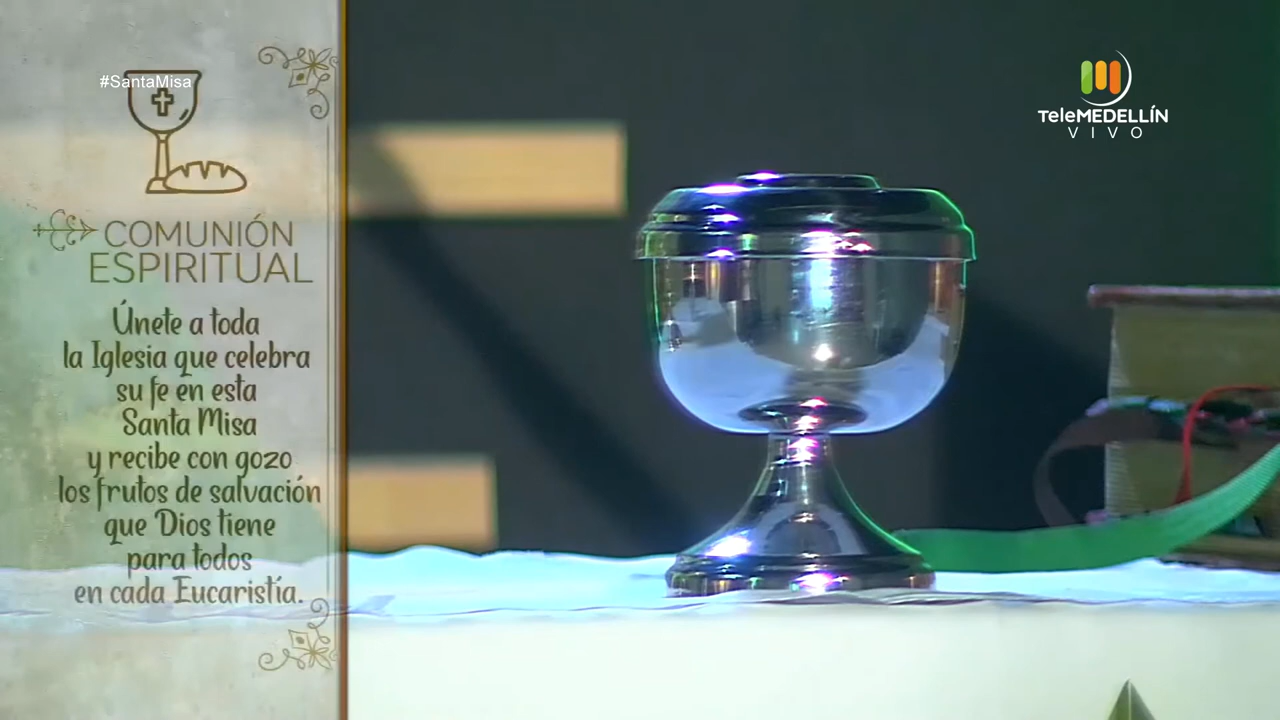 #SantaMisa
COMUNIÓN
ESPIRITUAL
Únete a toda
la Iglesia que celebra
su fe en esta
Santa Misa
y recibe con gozo
los frutos de salvación
que Dios tiene
para todos
en cada Eucaristía.
TeleMEDELLÍN
VIVO